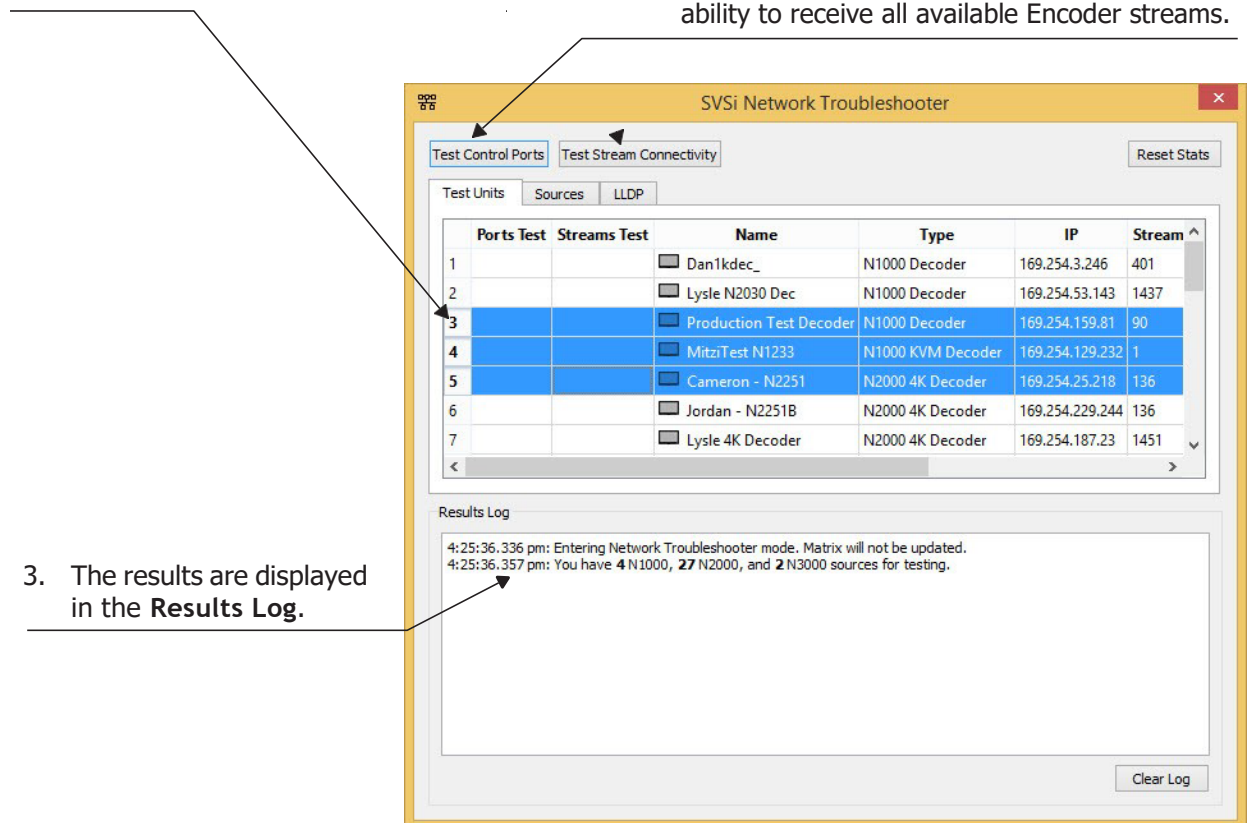 ability to receive all available Encoder streams.
SVSi Network Troubleshooter
Test Control Ports Test Stream Connectivity Reset Stats
Test Units Sources LLDP
Ports Test Streams Test Name Type IP Stream
1 Dan1kdec_ N1000 Decoder 169.254.3.246 401
2 Lysle N2030 Dec N1000 Decoder 169.254.53.143 1437
3 Production Test Decoder N1000 Decoder 169.254.159.81 90
4 MitziTest N1233 N1000 KVM Decoder 169.254.129.232 1
5 Cameron - N2251 N2000 4K Decoder 169.254.25.218 136
6 Jordan - N2251B N2000 4K Decoder 169.254.229.244 136
7 Lysle 4K Decoder N2000 4K Decoder 169.254.187.23 1451
Results Log
4:25:36.336 pm: Entering Network Troubleshooter mode. Matrix will not be updated.
4:25:36.357 pm: You have 4 N1000, 27 N2000, and 2 N3000 sources for testing.
3. The results are displayed
in the Results Log.
Clear Log